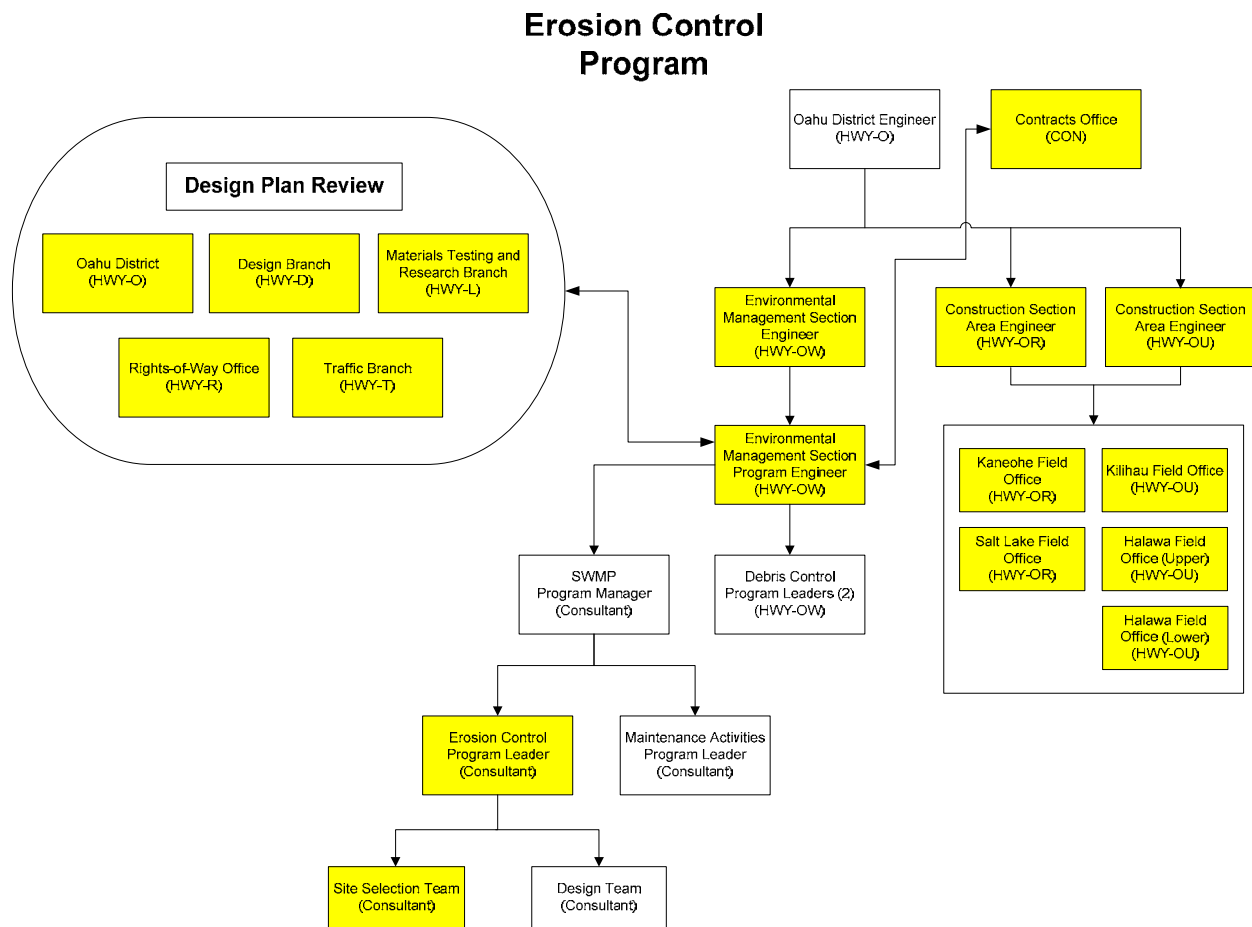 Erosion Control
Program
Oahu District Engineer
(HWY-O)
Contracts Office
(CON)
Design Plan Review
Oahu District
(HWY-O)
Design Branch
(HWY-D)
Materials Testing and
Research Branch
(HWY-L)
Rights-of-Way Office
(HWY-R)
Traffic Branch
(HWY-T)
Environmental
Management Section
Engineer
(HWY-OW)
Construction Section
Area Engineer
(HWY-OR)
Construction Section
Area Engineer
(HWY-OU)
Environmental
Management Section
Program Engineer
(HWY-OW)
Kaneohe Field
Office
(HWY-OR)
Kilihau Field Office
(HWY-OU)
Salt Lake Field
Office
(HWY-OR)
Halawa Field
Office (Upper)
(HWY-OU)
Halawa Field
Office (Lower)
(HWY-OU)
SWMP
Program Manager
(Consultant)
Debris Control
Program Leaders (2)
(HWY-OW)
Erosion Control
Program Leader
(Consultant)
Maintenance Activities
Program Leader
(Consultant)
Site Selection Team
(Consultant)
Design Team
(Consultant)